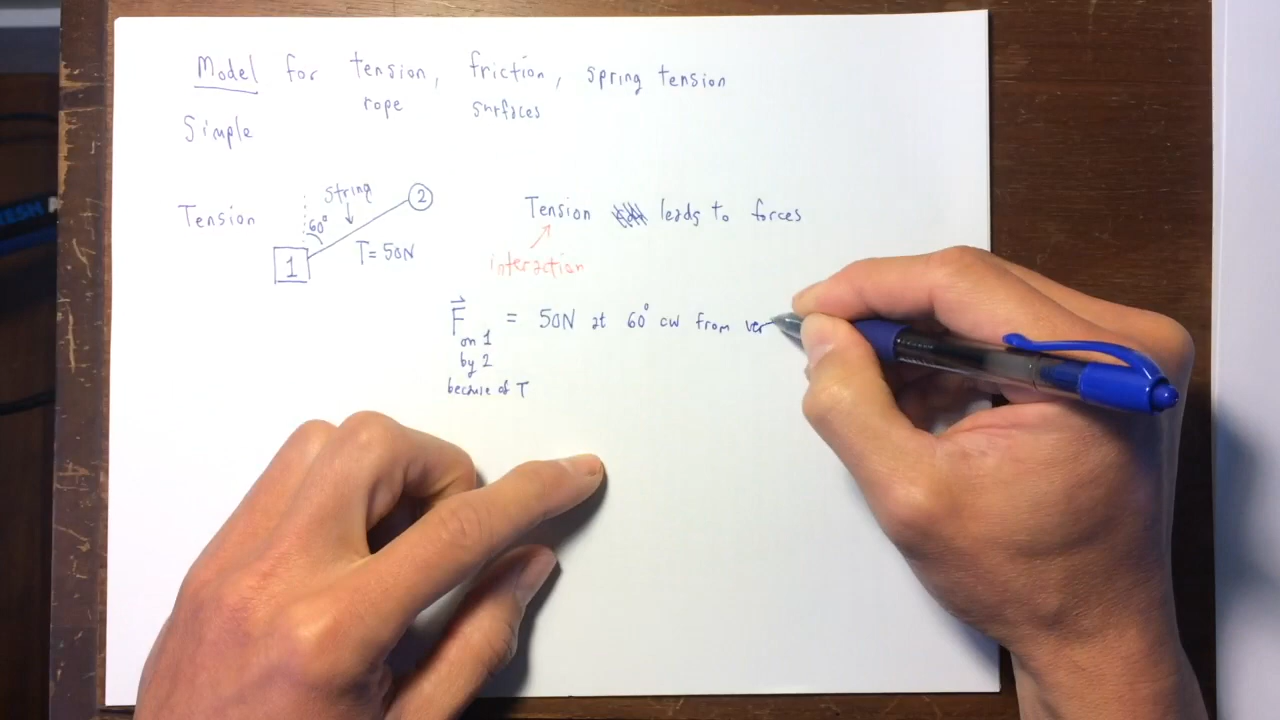 Model for tension, friction, spring tension
rope surfaces
Simple
Tension
string
2
60°
1
T = 50N
Tension leads to forces
interaction
F⃗ = 50N at 60° cw from ver
on 1
by 2
because of T